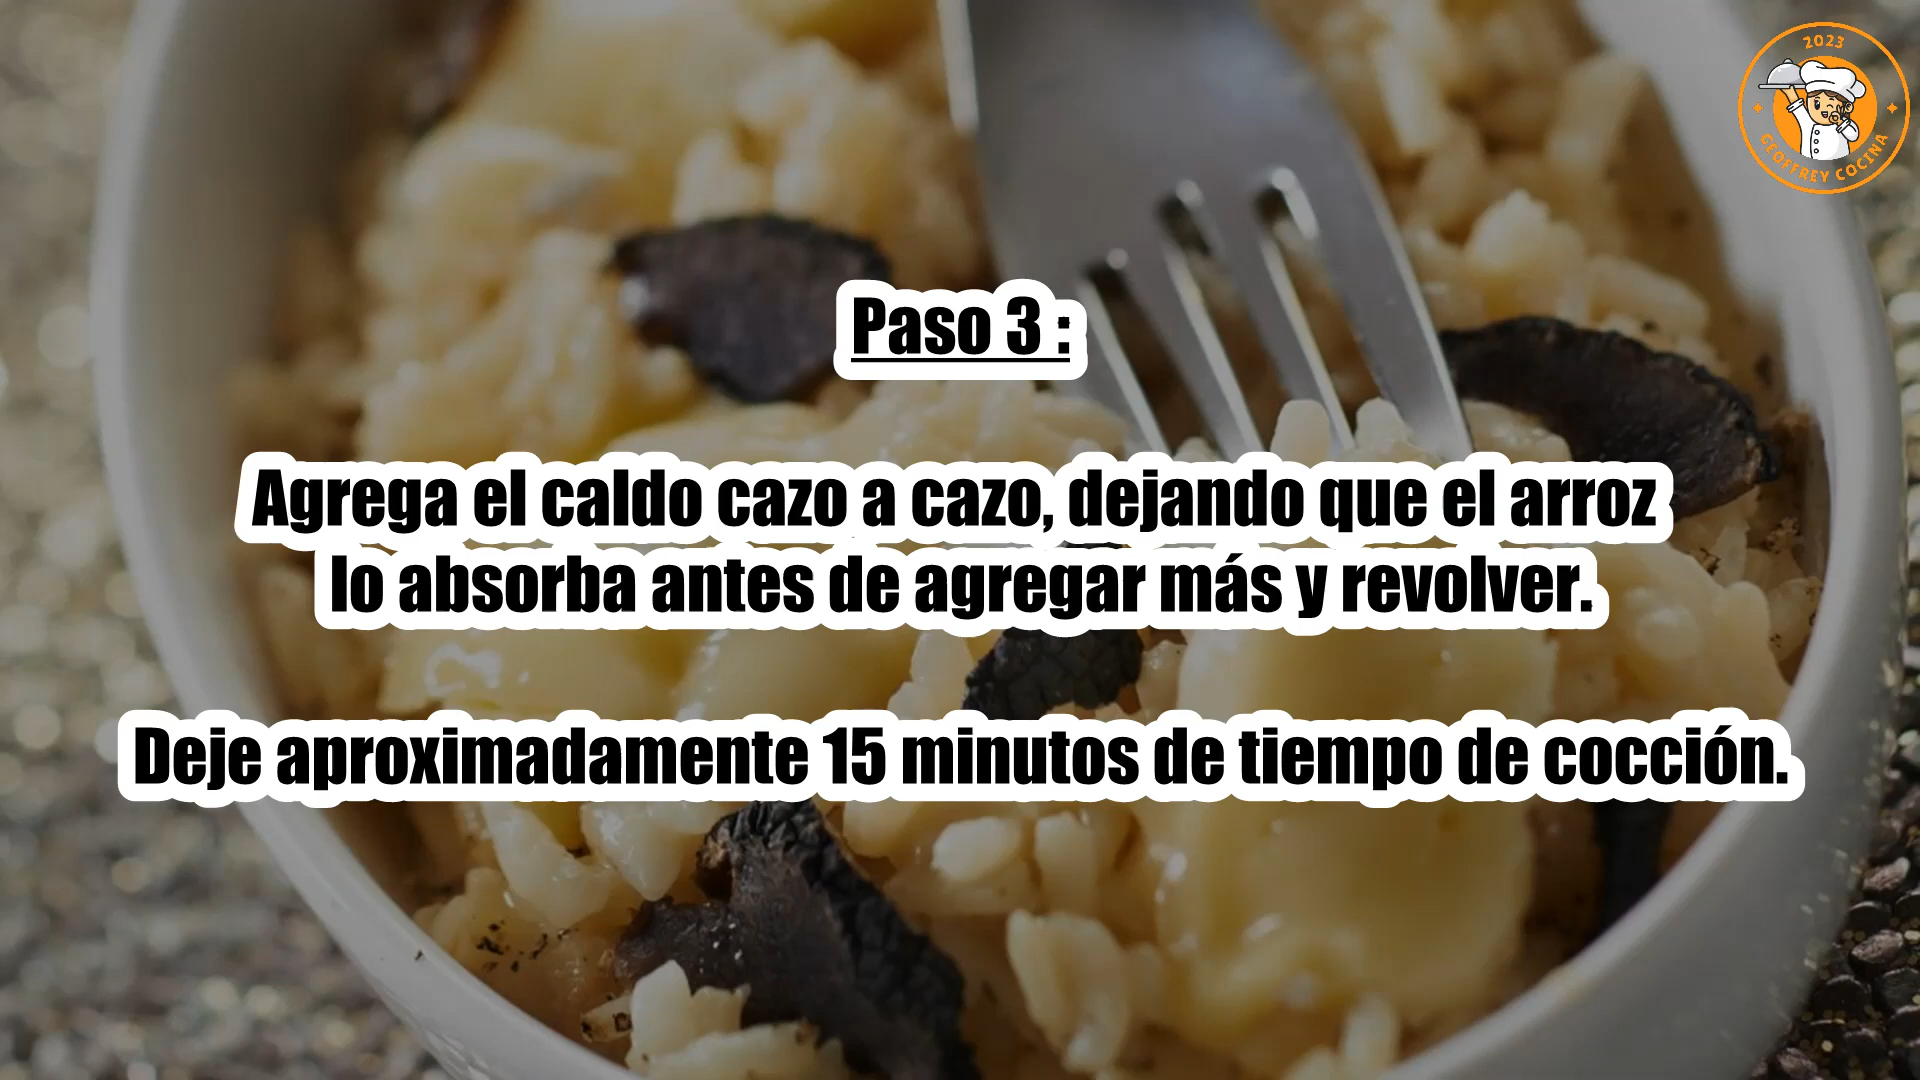 2023
GEOFFREY COCINA
Paso 3 :
Agrega el caldo cazo a cazo, dejando que el arroz
lo absorba antes de agregar más y revolver.
Deje aproximadamente 15 minutos de tiempo de cocción.